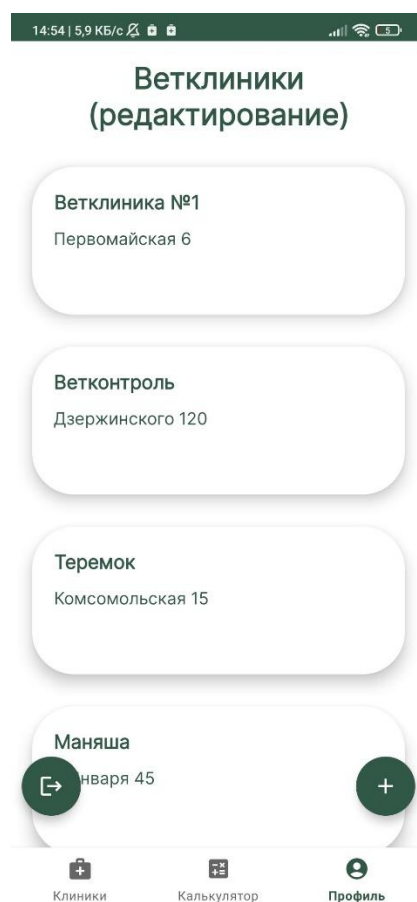 14:54 | 5,9 КБ/с
5
Ветклиники
(редактирование)
Ветклиника №1
Первомайская 6
Ветконтроль
Дзержинского 120
Теремок
Комсомольская 15
Маняша
нваря 45
Клиники
Калькулятор
Профиль